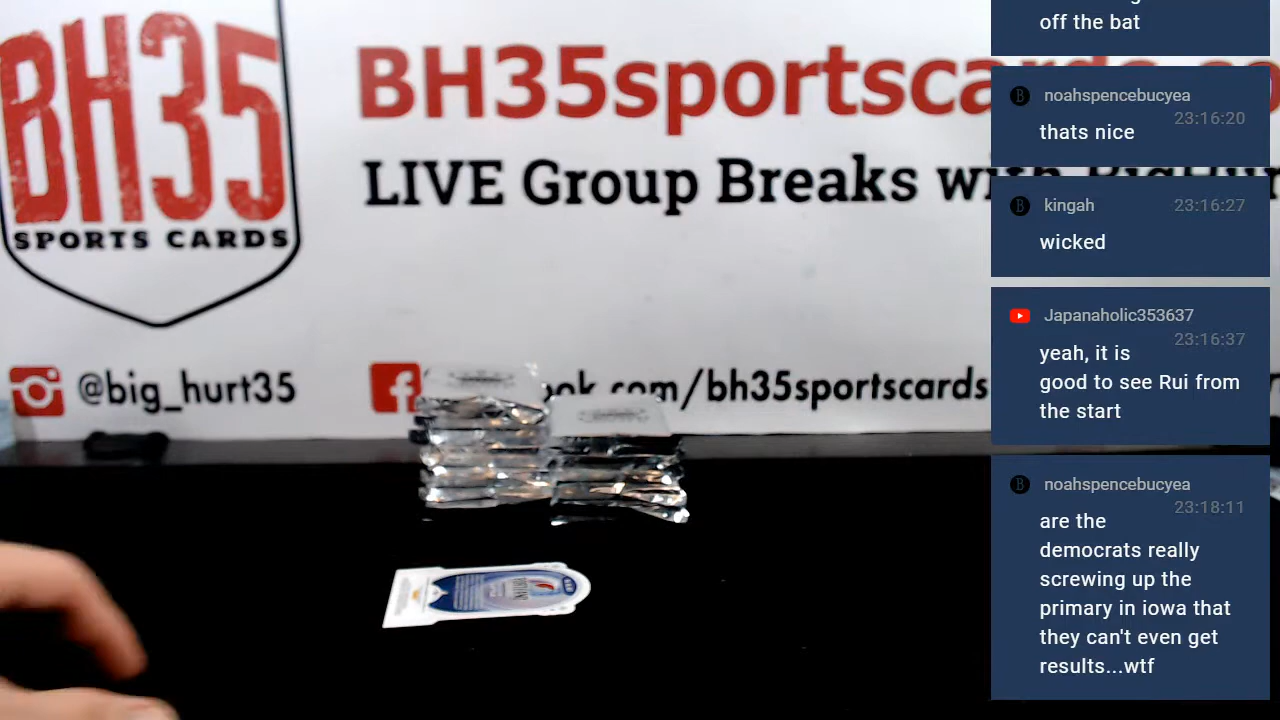 BH35
SPORTS CARDS
BH35sportsca
LIVE Group Breaks with
@big_hurt35
ook.com/bh35sportscards
off the bat
noahspencebucyea
23:16:20
thats nice
kingah
23:16:27
wicked
Japanaholic353637
23:16:37
yeah, it is
good to see Rui from
the start
noahspencebucyea
23:18:11
are the
democrats really
screwing up the
primary in iowa that
they can't even get
results...wtf